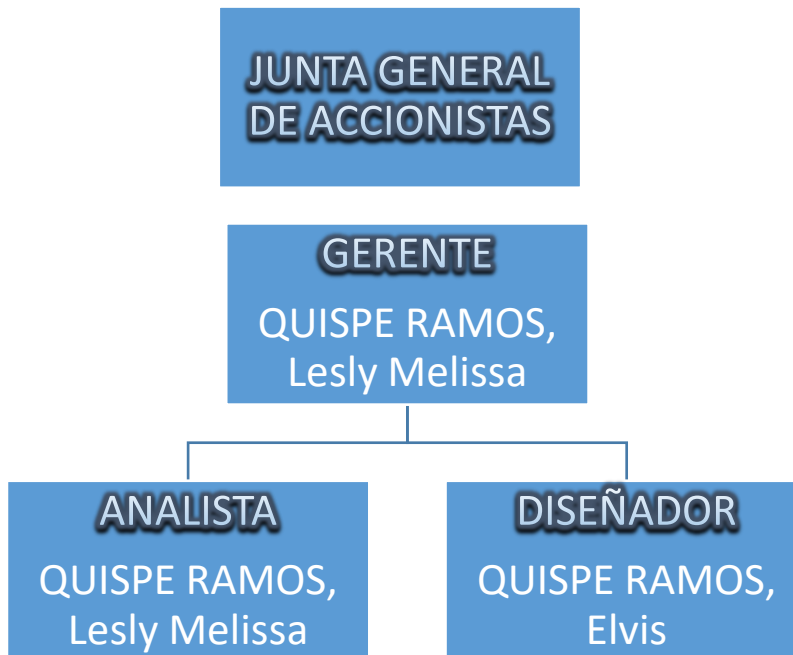 JUNTA GENERAL
DE ACCIONISTAS
GERENTE
QUISPE RAMOS,
Lesly Melissa
ANALISTA
QUISPE RAMOS,
Lesly Melissa
DISEÑADOR
QUISPE RAMOS,
Elvis